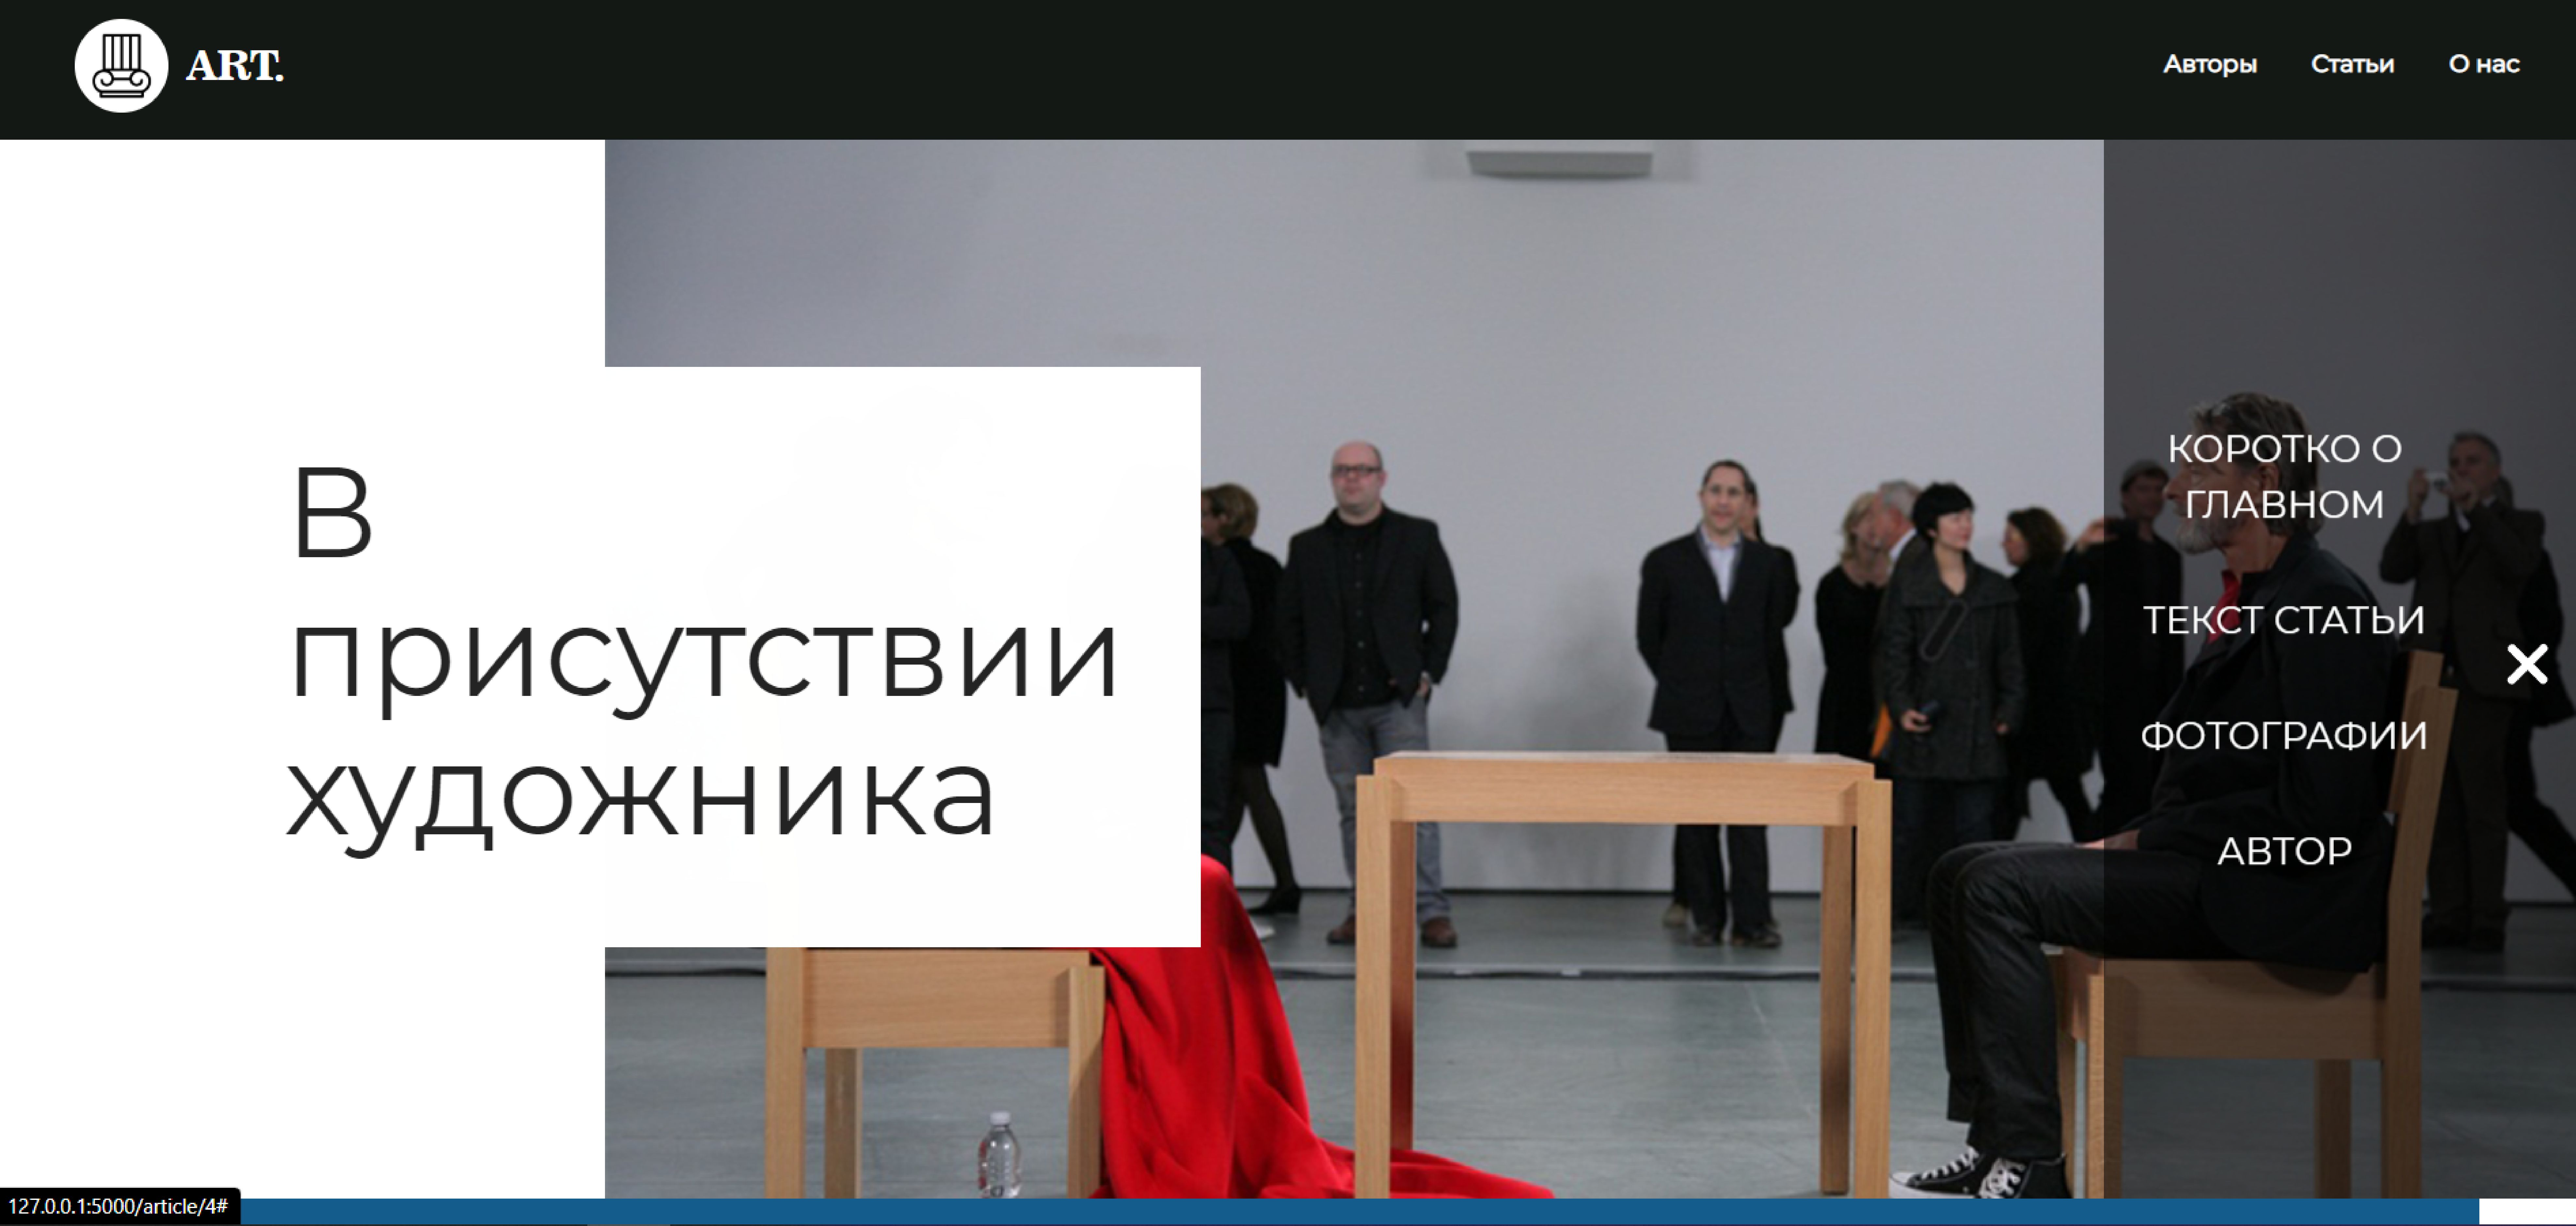 ART.
Авторы Статьи О нас
В
присутствии
художника
КОРОТКО О
ГЛАВНОМ
ТЕКСТ СТАТЬИ
ФОТОГРАФИИ
АВТОР
127.0.0.1:5000/article/4#